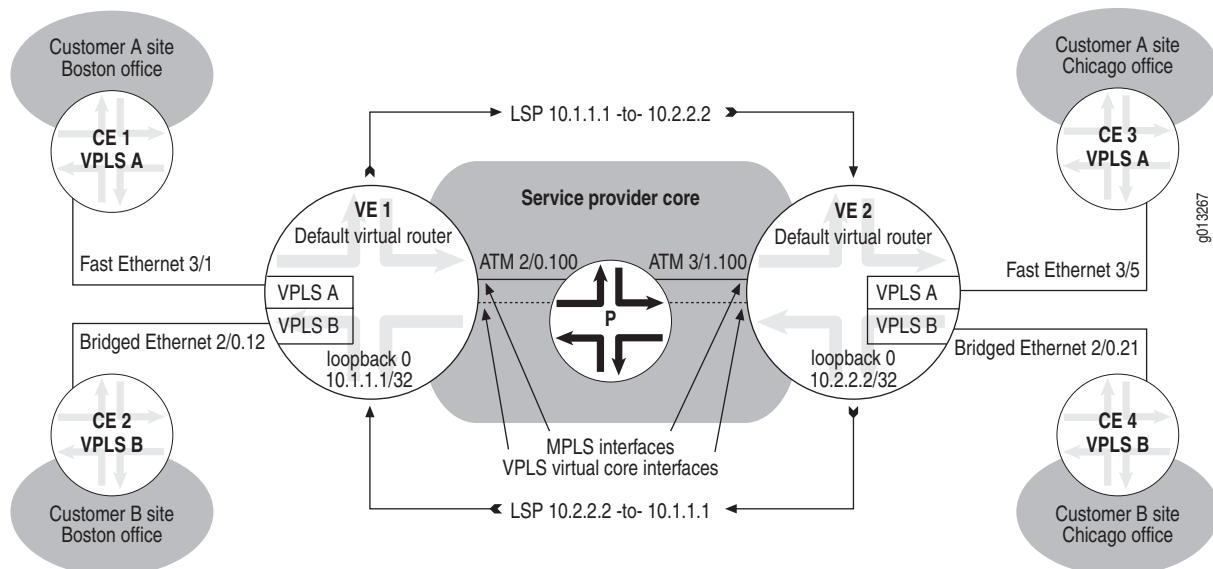 Customer A site
Boston office
CE 1
VPLS A
Fast Ethernet 3/1
Bridged Ethernet 2/0.12
CE 2
VPLS B
Customer B site
Boston office
LSP 10.1.1.1 -to- 10.2.2.2
VE 1
Default virtual router
VPLS A
VPLS B
loopback 0
10.1.1.1/32
Service provider core
ATM 2/0.100
ATM 3/1.100
P
MPLS interfaces
VPLS virtual core interfaces
LSP 10.2.2.2 -to- 10.1.1.1
VE 2
Default virtual router
VPLS A
VPLS B
loopback 0
10.2.2.2/32
Customer A site
Chicago office
CE 3
VPLS A
Fast Ethernet 3/5
Bridged Ethernet 2/0.21
CE 4
VPLS B
Customer B site
Chicago office
g013267